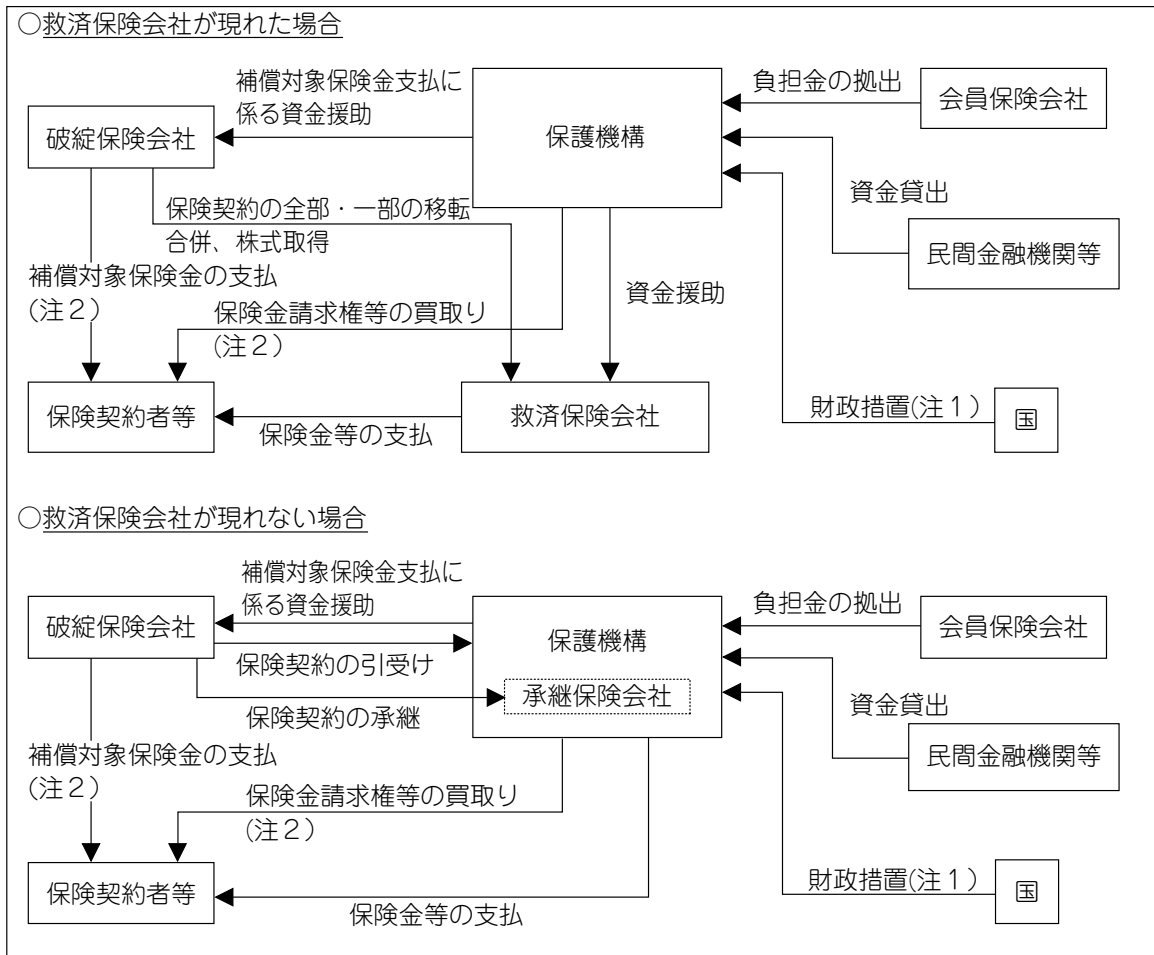 ○救済保険会社が現れた場合
補償対象保険金支払に
係る資金援助
負担金の拠出
会員保険会社
破綻保険会社
保護機構
資金貸出
保険契約の全部・一部の移転
合併、株式取得
民間金融機関等
補償対象保険金の支払
(注２)
資金援助
保険金請求権等の買取り
(注２)
財政措置(注１)
国
保険契約者等
救済保険会社
保険金等の支払
○救済保険会社が現れない場合
補償対象保険金支払に
係る資金援助
負担金の拠出
会員保険会社
破綻保険会社
保護機構
保険契約の引受け
承継保険会社
資金貸出
保険契約の承継
民間金融機関等
補償対象保険金の支払
(注２)
保険金請求権等の買取り
(注２)
財政措置(注１)
国
保険契約者等
保険金等の支払